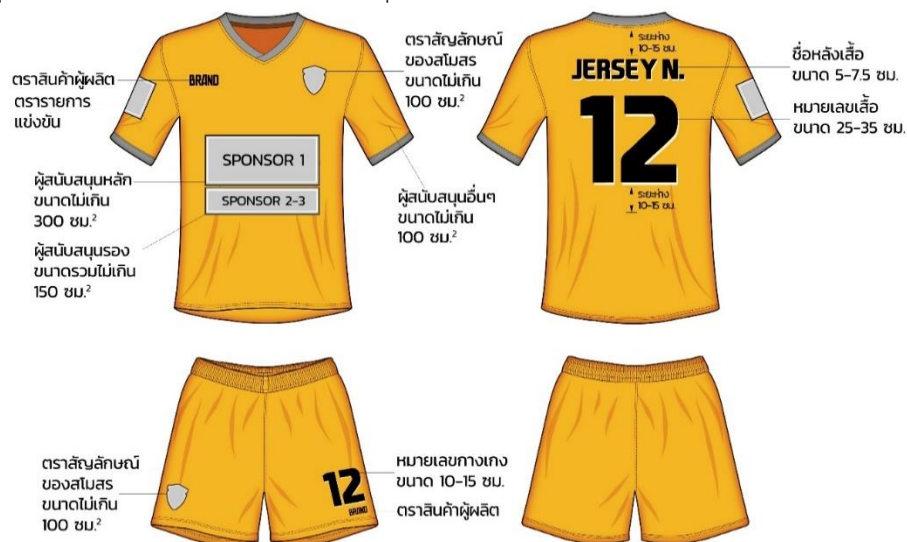 ตราสินค้าผู้ผลิต
ตรารายการ
แข่งขัน
BRAND
ตราสัญลักษณ์
ของสโมสร
ขนาดไม่เกิน
100 ซม.²
SPONSOR 1
SPONSOR 2-3
ผู้สนับสนุนหลัก
ขนาดไม่เกิน
300 ซม.²
ผู้สนับสนุนรอง
ขนาดรวมไม่เกิน
150 ซม.²
ผู้สนับสนุนอื่นๆ
ขนาดไม่เกิน
100 ซม.²
ระยะห่าง
10-15 ซม.
JERSEY N.
12
ระยะห่าง
10-15 ซม.
ชื่อหลังเสื้อ
ขนาด 5-7.5 ซม.
หมายเลขเสื้อ
ขนาด 25-35 ซม.
ตราสัญลักษณ์
ของสโมสร
ขนาดไม่เกิน
100 ซม.²
12
BRAND
หมายเลขกางเกง
ขนาด 10-15 ซม.
ตราสินค้าผู้ผลิต